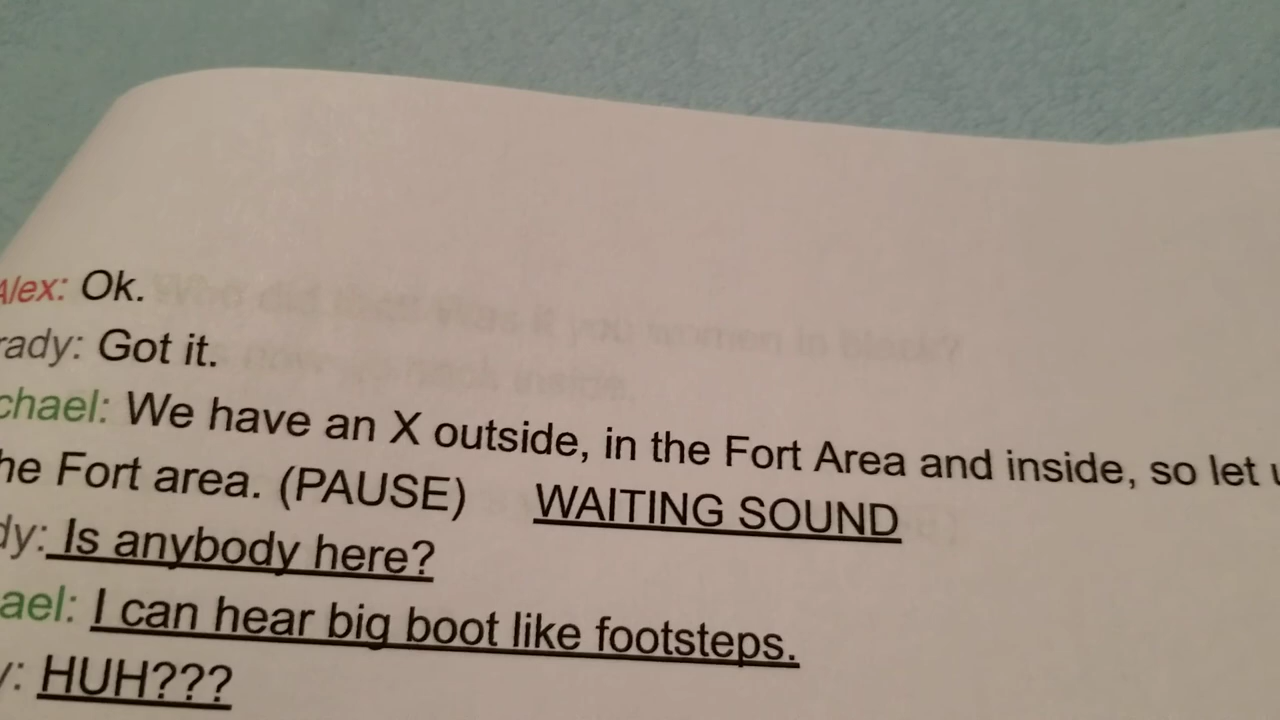 Alex: Ok.
rady: Got it.
chael: We have an X outside, in the Fort Area and inside, so let u
he Fort area. (PAUSE) WAITING SOUND
dy: Is anybody here?
ael: I can hear big boot like footsteps.
y: HUH???